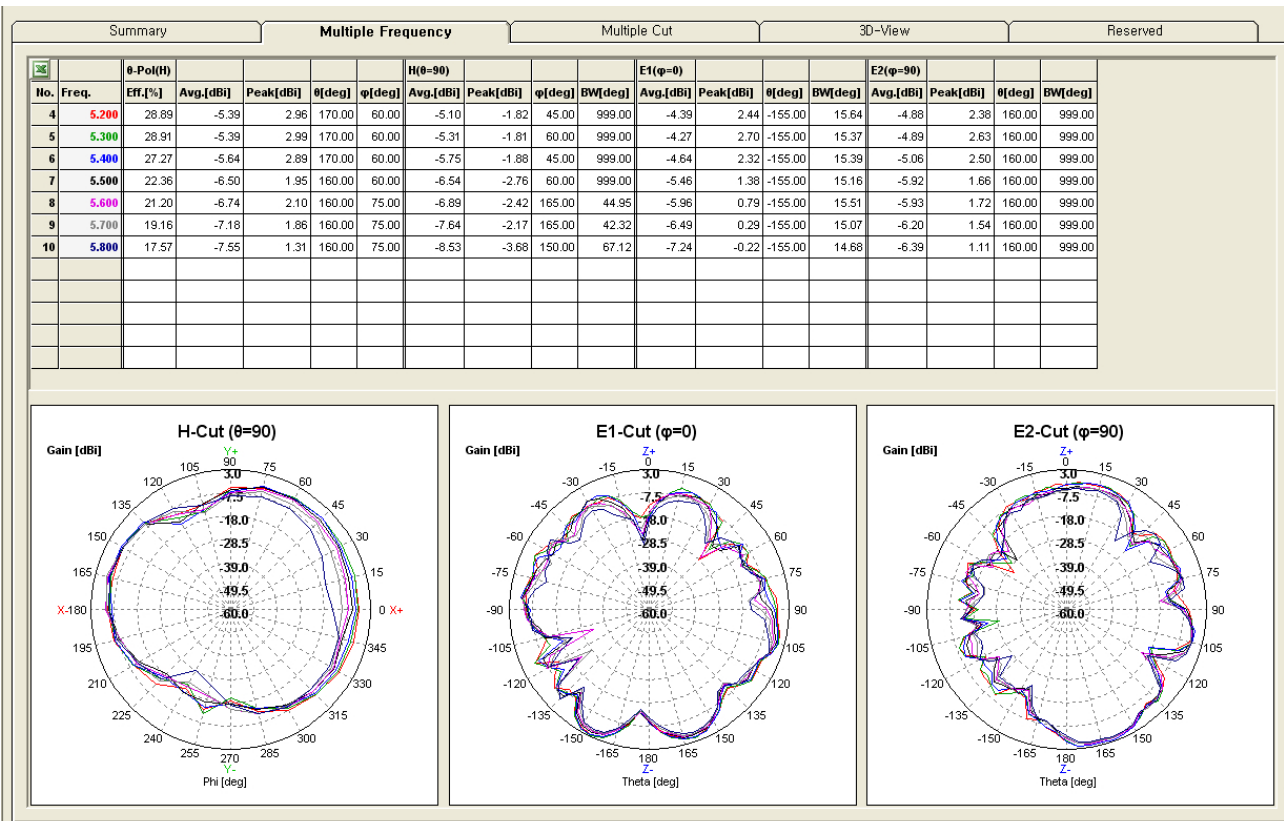 Summary Multiple Frequency Multiple Cut 3D-View Reserved
θ-Pol(H) H(θ=90) E1(φ=0) E2(φ=90)
No. Freq. Eff.[%] Avg.[dBi] Peak[dBi] θ[deg] φ[deg] Avg.[dBi] Peak[dBi] φ[deg] BW[deg] Avg.[dBi] Peak[dBi] θ[deg] BW[deg] Avg.[dBi] Peak[dBi] θ[deg] BW[deg]
4 5.200 28.89 -5.39 2.96 170.00 60.00 -5.10 -1.82 45.00 999.00 -4.39 2.44 -155.00 15.64 -4.88 2.38 160.00 999.00
5 5.300 28.91 -5.39 2.99 170.00 60.00 -5.31 -1.81 60.00 999.00 -4.27 2.70 -155.00 15.37 -4.89 2.63 160.00 999.00
6 5.400 27.27 -5.64 2.89 170.00 60.00 -5.75 -1.88 45.00 999.00 -4.64 2.32 -155.00 15.39 -5.06 2.50 160.00 999.00
7 5.500 22.36 -6.50 1.95 160.00 60.00 -6.54 -2.76 60.00 999.00 -5.46 1.38 -155.00 15.16 -5.92 1.66 160.00 999.00
8 5.600 21.20 -6.74 2.10 160.00 75.00 -6.89 -2.42 165.00 44.95 -5.96 0.79 -155.00 15.51 -5.93 1.72 160.00 999.00
9 5.700 19.16 -7.18 1.86 160.00 75.00 -7.64 -2.17 165.00 42.32 -6.49 0.29 -155.00 15.07 -6.20 1.54 160.00 999.00
10 5.800 17.57 -7.55 1.31 160.00 75.00 -8.53 -3.68 150.00 67.12 -7.24 -0.22 -155.00 14.68 -6.39 1.11 160.00 999.00
H-Cut (θ=90)
Gain [dBi]
Y+
105 90 75
120 3.0 60
135 -7.5 45
150 -18.0 30
-28.5
165 -39.0 15
-49.5
X-180 -60.0 0 X+
195 345
210 330
225 315
240 300
255 270 285
Y-
Phi [deg]
E1-Cut (φ=0)
Gain [dBi]
Z+
-15 0 15
-30 3.0 30
-45 -7.5 45
-60 -18.0 60
-28.5
-75 -39.0 75
-49.5
-90 -60.0 90
-105 105
-120 120
-135 135
-150 150
-165 180 165
Z-
Theta [deg]
E2-Cut (φ=90)
Gain [dBi]
Z+
-15 0 15
-30 3.0 30
-45 -7.5 45
-60 -18.0 60
-28.5
-75 -39.0 75
-49.5
-90 -60.0 90
-105 105
-120 120
-135 135
-150 150
-165 180 165
Z-
Theta [deg]